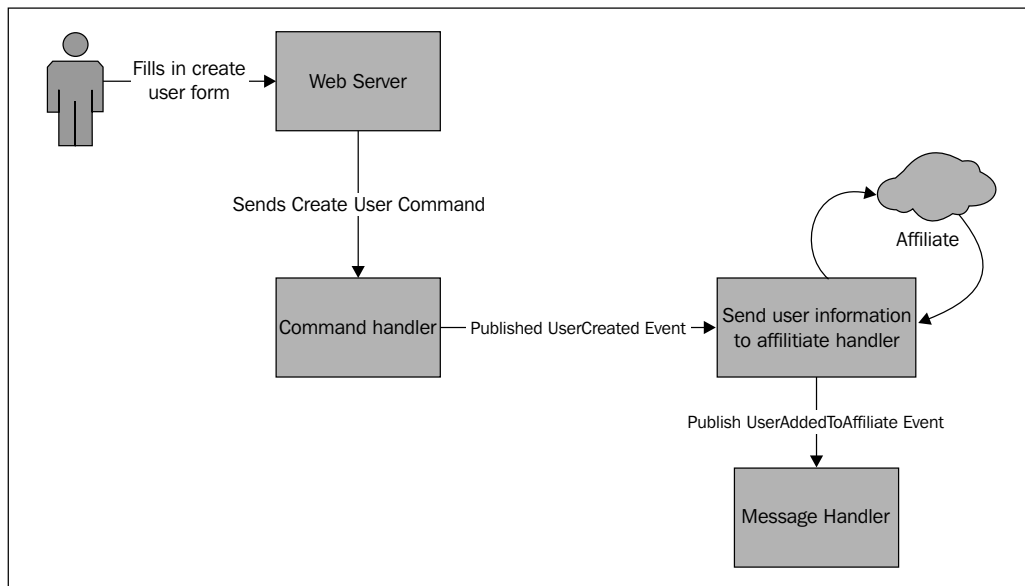 Fills in create
user form
Web Server
Sends Create User Command
Affiliate
Command handler
Published UserCreated Event
Send user information
to affilitiate handler
Publish UserAddedToAffiliate Event
Message Handler